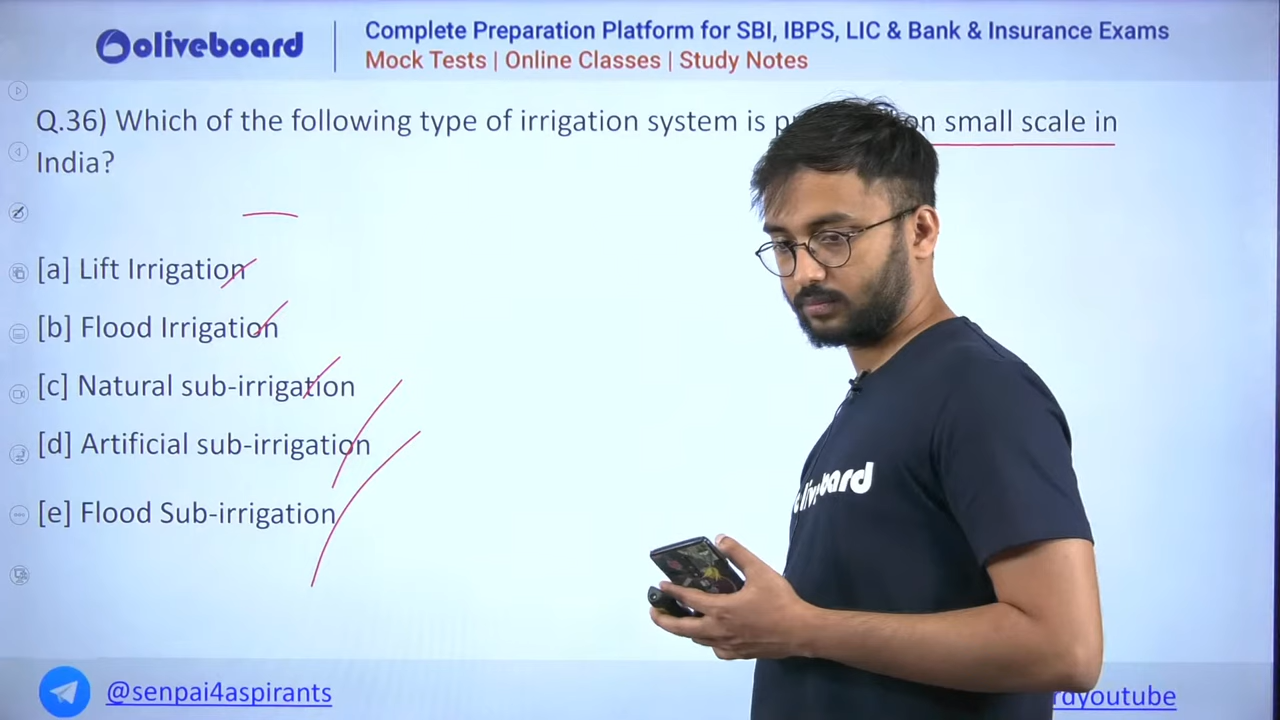 oliveboard
Complete Preparation Platform for SBI, IBPS, LIC & Bank & Insurance Exams
Mock Tests | Online Classes | Study Notes
Q.36) Which of the following type of irrigation system is on small scale in
India?
[a] Lift Irrigation
[b] Flood Irrigation
[c] Natural sub-irrigation
[d] Artificial sub-irrigation
[e] Flood Sub-irrigation
@senpai4aspirants